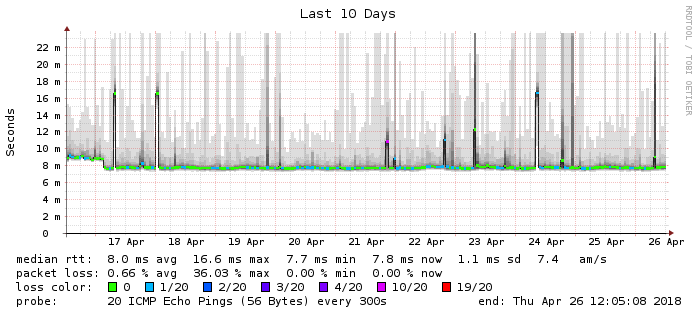 Last 10 Days
RRDTOOL / TOBI OETIKER
Seconds
22 m
20 m
18 m
16 m
14 m
12 m
10 m
8 m
6 m
4 m
2 m
0
17 Apr 18 Apr 19 Apr 20 Apr 21 Apr 22 Apr 23 Apr 24 Apr 25 Apr 26 Apr
median rtt: 8.0 ms avg 16.6 ms max 7.7 ms min 7.8 ms now 1.1 ms sd 7.4 am/s
packet loss: 0.66 % avg 36.03 % max 0.00 % min 0.00 % now
loss color: 0 1/20 2/20 3/20 4/20 10/20 19/20
probe: 20 ICMP Echo Pings (56 Bytes) every 300s end: Thu Apr 26 12:05:08 2018